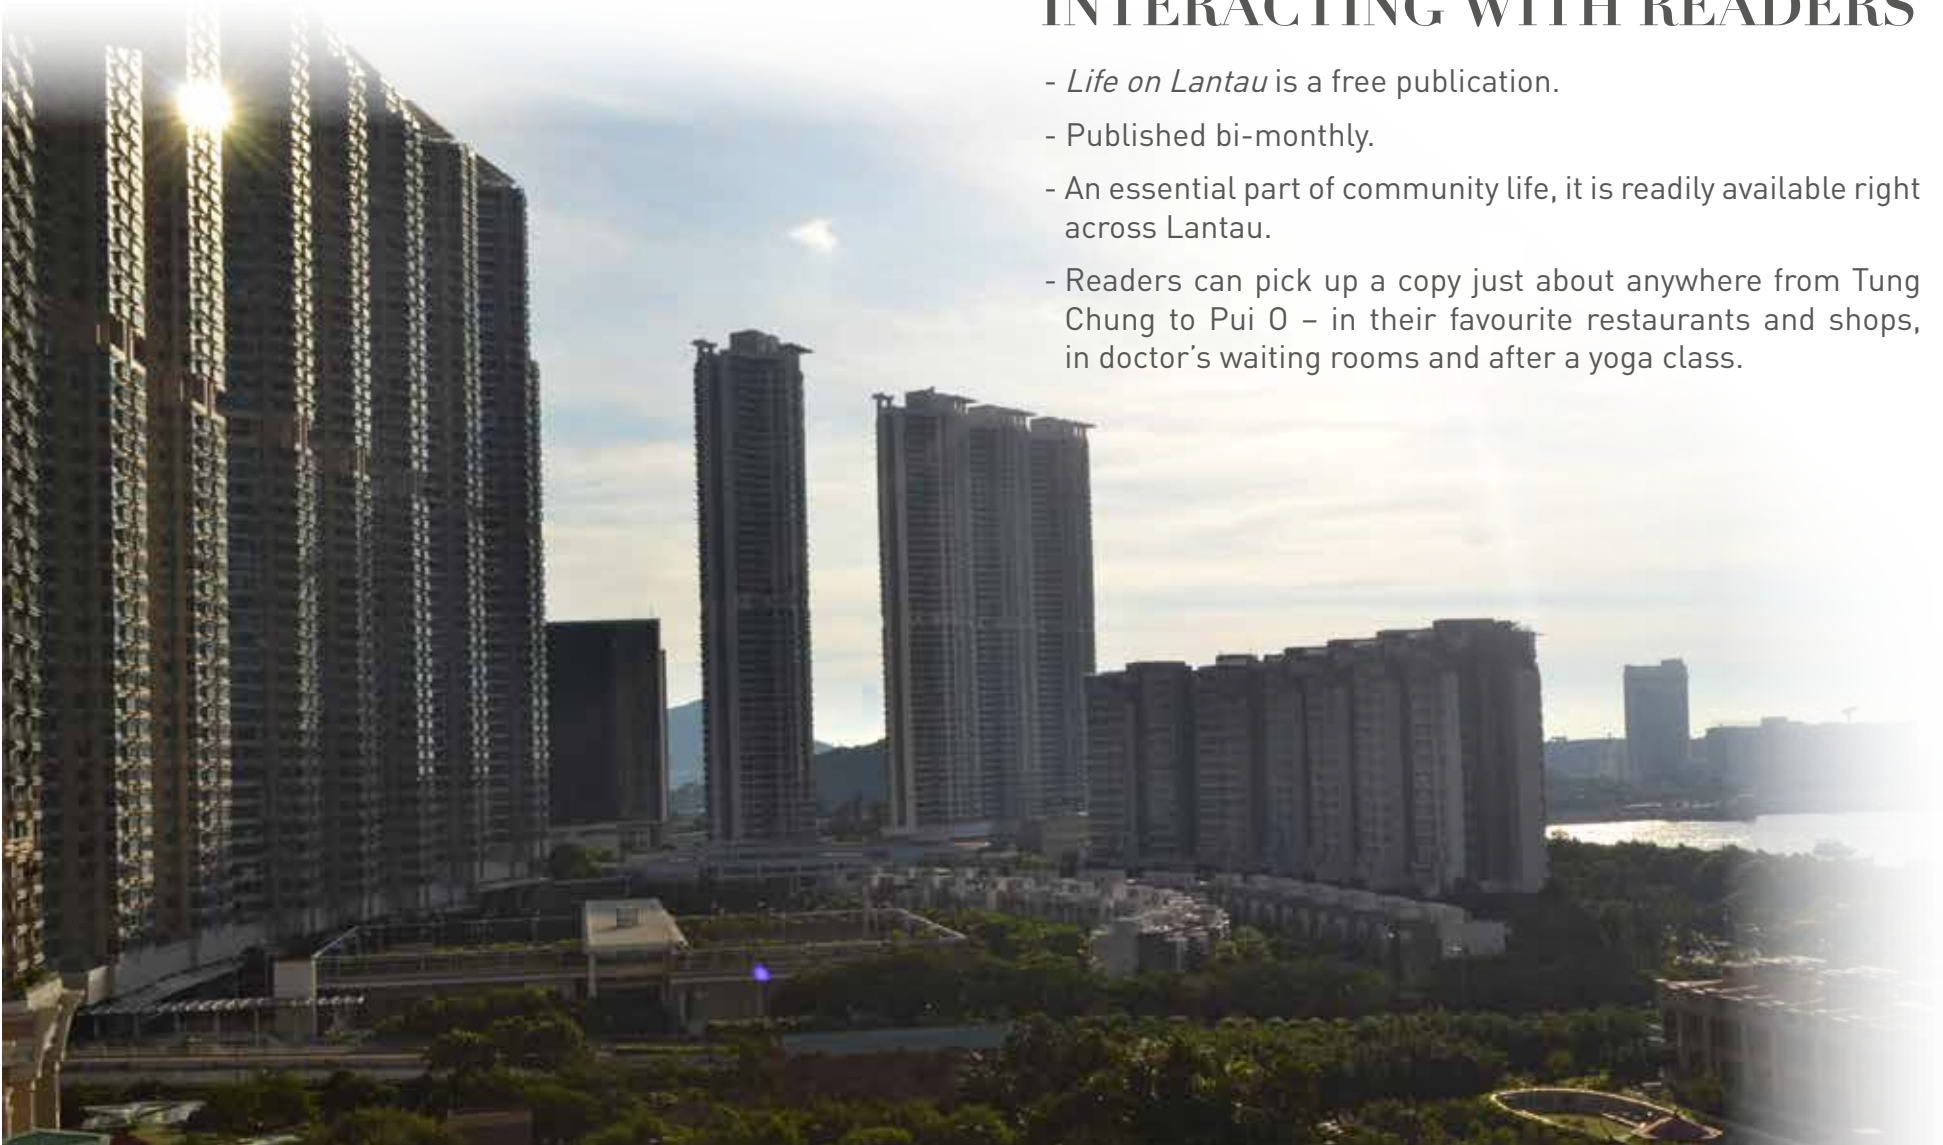 INTERACTING WITH READERS
- Life on Lantau is a free publication.
- Published bi-monthly.
- An essential part of community life, it is readily available right
across Lantau.
- Readers can pick up a copy just about anywhere from Tung
Chung to Pui O – in their favourite restaurants and shops,
in doctor's waiting rooms and after a yoga class.